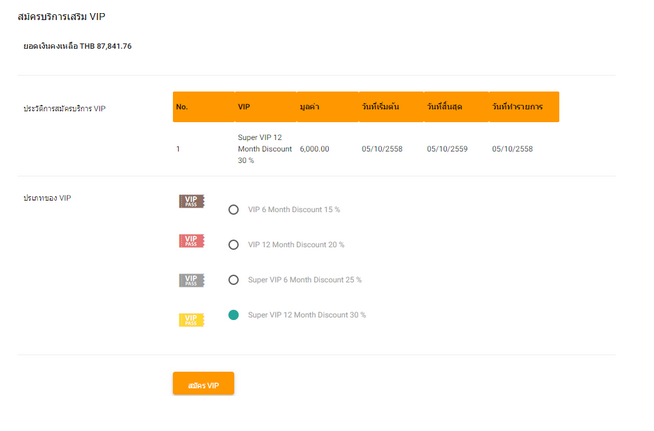 สมัครบริการเสริม VIP
ยอดเงินคงเหลือ THB 87,841.76
ประวัติการสมัครบริการ VIP
No. VIP มูลค่า วันที่เริ่มต้น วันที่สิ้นสุด วันที่ทำรายการ
Super VIP 12
1 Month Discount 6,000.00 05/10/2558 05/10/2559 05/10/2558
30 %
ประเภทของ VIP
VIP PASS VIP 6 Month Discount 15 %
VIP PASS VIP 12 Month Discount 20 %
VIP PASS Super VIP 6 Month Discount 25 %
VIP PASS Super VIP 12 Month Discount 30 %
สมัคร VIP